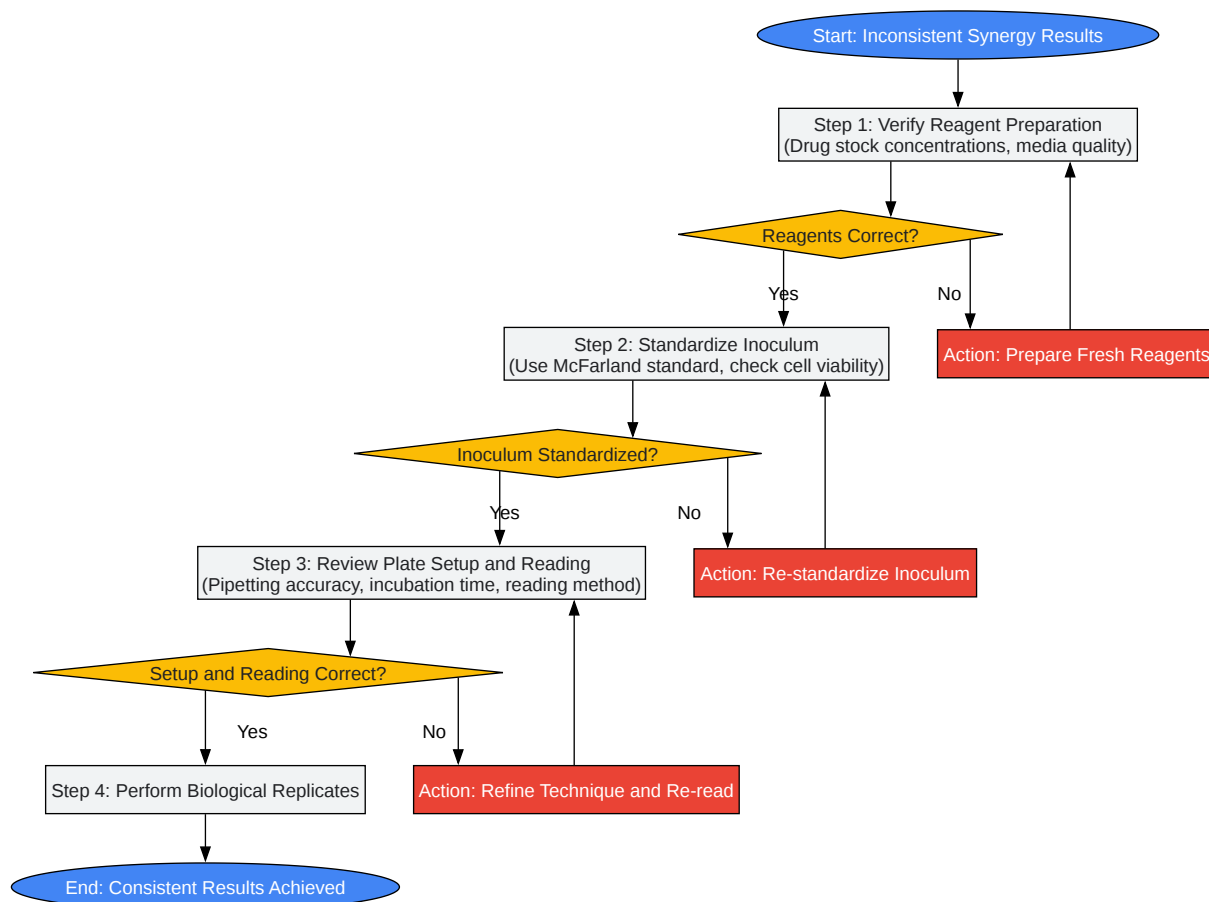 Start: Inconsistent Synergy Results
Step 1: Verify Reagent Preparation
(Drug stock concentrations, media quality)
Reagents Correct?
Yes
No
Step 2: Standardize Inoculum
(Use McFarland standard, check cell viability)
Action: Prepare Fresh Reagents
Inoculum Standardized?
Yes
No
Step 3: Review Plate Setup and Reading
(Pipetting accuracy, incubation time, reading method)
Action: Re-standardize Inoculum
Setup and Reading Correct?
Yes
No
Step 4: Perform Biological Replicates
Action: Refine Technique and Re-read
End: Consistent Results Achieved